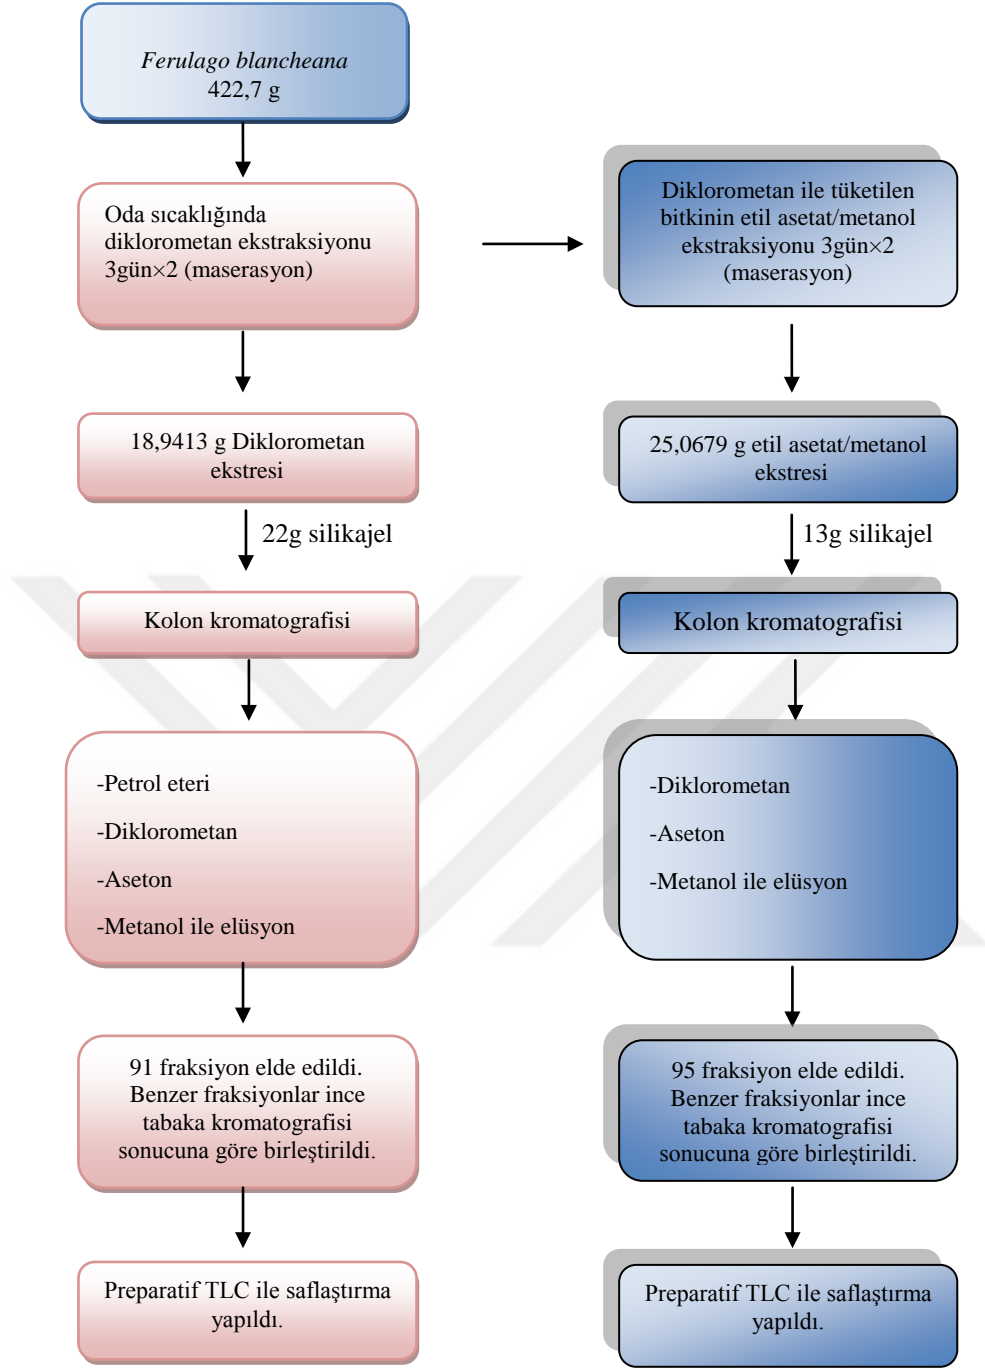 Ferulago blancheana
422,7 g
Oda sıcaklığında
diklorometan ekstraksiyonu
3gün×2 (maserasyon)
Diklorometan ile tüketilen
bitkinin etil asetat/metanol
ekstraksiyonu 3gün×2
(maserasyon)
18,9413 g Diklorometan
ekstresi
25,0679 g etil asetat/metanol
ekstresi
22g silikajel
13g silikajel
Kolon kromatografisi
Kolon kromatografisi
-Petrol eteri
-Diklorometan
-Aseton
-Metanol ile elüsyon
-Diklorometan
-Aseton
-Metanol ile elüsyon
91 fraksiyon elde edildi.
Benzer fraksiyonlar ince
tabaka kromatografisi
sonucuna göre birleştirildi.
95 fraksiyon elde edildi.
Benzer fraksiyonlar ince
tabaka kromatografisi
sonucuna göre birleştirildi.
Preparatif TLC ile saflaştırma
yapıldı.
Preparatif TLC ile saflaştırma
yapıldı.